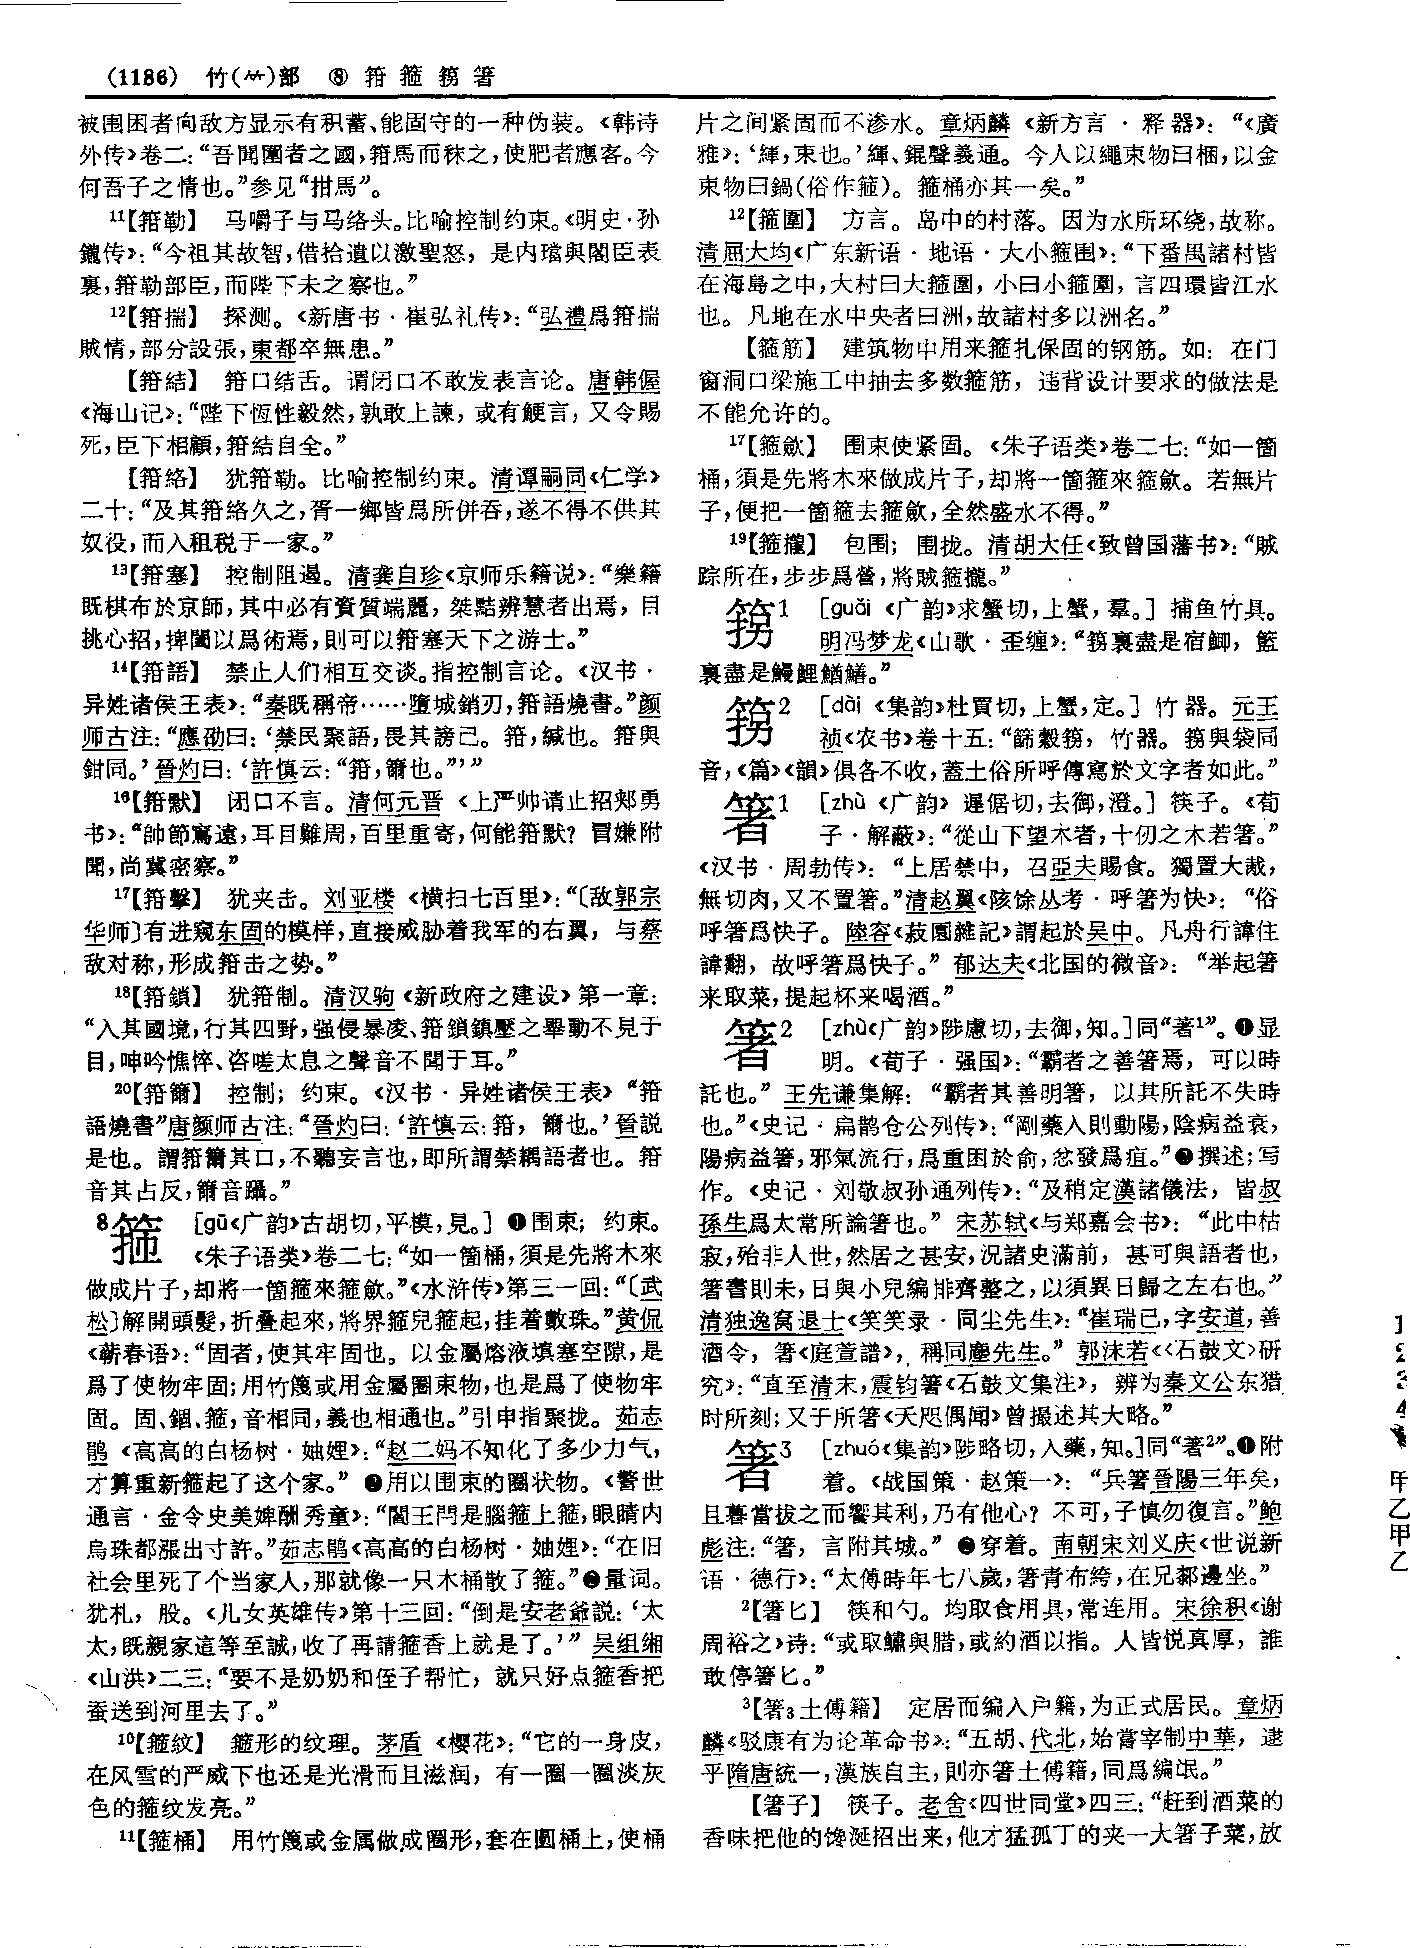 (1186) 竹(⺮)部 ⑧ 箝 箍 箉 箸
被围困者向敌方显示有积蓄、能固守的一种伪装。《韩诗
外传》卷二：“吾聞圍者之國，箝馬而秣之，使肥者應客。今
何吾子之情也。”参见“拑馬”。
¹¹【箝勒】 马嚼子与马络头。比喻控制约束。《明史·孙
鑨传》：“今祖其故智，借拾遺以激聖怒，是内璫與閣臣表
裏，箝勒部臣，而陛下未之察也。”
¹²【箝揣】 探测。《新唐书·崔弘礼传》：“弘禮爲箝揣
賊情，部分設張，東都卒無患。”
【箝結】 箝口结舌。谓闭口不敢发表言论。唐韩偓
《海山记》：“陛下恆性毅然，孰敢上諫，或有鯁言，又令賜
死，臣下相顧，箝結自全。”
【箝络】 犹箝勒。比喻控制约束。清谭嗣同《仁学》
二十：“及其箝络久之，胥一鄉皆爲所併吞，遂不得不供其
奴役，而入租税于一家。”
¹³【箝塞】 控制阻遏。清龚自珍《京师乐籍说》：“樂籍
既棋布於京師，其中必有資質端麗，桀黠辨慧者出焉，目
挑心招，捭闔以爲術焉，則可以箝塞天下之游士。”
¹⁴【箝語】 禁止人们相互交谈。指控制言论。《汉书·
异姓诸侯王表》：“秦既稱帝……墮城銷刃，箝語燒書。”颜
师古注：“應劭曰：‘禁民聚語，畏其謗己。箝，緘也。箝與
鉗同。’晉灼曰：‘許慎云：“箝，籋也。”’”
¹⁶【箝默】 闭口不言。清何元晋《上严帅请止招郏勇
书》：“帥節窵遠，耳目難周，百里重寄，何能箝默？冒嫌附
聞，尚冀密察。”
¹⁷【箝擊】 犹夹击。刘亚楼《横扫七百里》：“〔敌郭宗
华师〕有进窥东固的模样，直接威胁着我军的右翼，与蔡
敌对称，形成箝击之势。”
¹⁸【箝鎖】 犹箝制。清汉驹《新政府之建设》第一章：
“入其國境，行其四野，强侵暴凌、箝鎖鎮壓之舉動不見于
目，呻吟憔悴、咨嗟太息之聲音不聞于耳。”
²⁰【箝籋】 控制；约束。《汉书·异姓诸侯王表》“箝
語燒書”唐颜师古注：“晉灼曰：‘許慎云：箝，籋也。’晉説
是也。謂箝籋其口，不聽妄言也，即所謂禁耦語者也。箝
音其占反，籋音躡。”
8箍 ［gū《广韵》古胡切，平模，見。］❶围束；约束。
《朱子语类》卷二七：“如一箇桶，須是先將木來
做成片子，却將一箇箍來箍斂。”《水浒传》第三一回：“〔武
松〕解開頭髮，折叠起來，將界箍兒箍起，挂着數珠。”黄侃
《蕲春语》：“固者，使其牢固也。以金屬熔液填塞空隙，是
爲了使物牢固；用竹篾或用金屬圈束物，也是爲了使物牢
固。固、錮、箍，音相同，義也相通也。”引申指聚拢。茹志
鹃《高高的白杨树·妯娌》：“赵二妈不知化了多少力气，
才算重新箍起了这个家。”❷用以围束的圈状物。《警世
通言·金令史美婢酬秀童》：“閻王閂是腦箍上箍，眼睛内
烏珠都漲出寸許。”茹志鹃《高高的白杨树·妯娌》：“在旧
社会里死了个当家人，那就像一只木桶散了箍。”❸量词。
犹札，股。《儿女英雄传》第十三回：“倒是安老爺説：‘太
太，既親家這等至誠，收了再請箍香上就是了。’”吴组缃
《山洪》二三：“要不是奶奶和侄子帮忙，就只好点箍香把
蚕送到河里去了。”
¹⁰【箍紋】 箍形的纹理。茅盾《樱花》：“它的一身皮，
在风雪的严威下也还是光滑而且滋润，有一圈一圈淡灰
色的箍纹发亮。”
¹¹【箍桶】 用竹篾或金属做成圈形，套在圆桶上，使桶
片之间紧固而不渗水。章炳麟《新方言·释器》：“《廣
雅》：‘緷，束也。’緷、錕聲義通。今人以繩束物曰梱，以金
束物曰鍋（俗作箍）。箍桶亦其一矣。”
¹²【箍圍】 方言。岛中的村落。因为水所环绕，故称。
清屈大均《广东新语·地语·大小箍围》：“下番禺諸村皆
在海島之中，大村曰大箍圍，小曰小箍圍，言四環皆江水
也。凡地在水中央者曰洲，故諸村多以洲名。”
【箍筋】 建筑物中用来箍扎保固的钢筋。如：在门
窗洞口梁施工中抽去多数箍筋，违背设计要求的做法是
不能允许的。
¹⁷【箍斂】 围束使紧固。《朱子语类》卷二七：“如一箇
桶，須是先將木來做成片子，却將一箇箍來箍斂。若無片
子，便把一箇箍去箍斂，全然盛水不得。”
¹⁹【箍攏】 包围；围拢。清胡大任《致曾国藩书》：“賊
踪所在，步步爲營，將賊箍攏。”
箉1 ［guǎi《广韵》求蟹切，上蟹，羣。］捕鱼竹具。
明冯梦龙《山歌·歪缠》：“箉裏盡是宿鯽，籃
裏盡是鰻鯉鰌鱔。”
箉2 ［dài《集韵》杜買切，上蟹，定。］竹器。元王
祯《农书》卷十五：“篩穀箉，竹器。箉與袋同
音，《篇》《韻》俱各不收，蓋土俗所呼傳寫於文字者如此。”
箸1 ［zhù《广韵》遲倨切，去御，澄。］筷子。《荀
子·解蔽》：“從山下望木者，十仞之木若箸。”
《汉书·周勃传》：“上居禁中，召亞夫賜食。獨置大胾，
無切肉，又不置箸。”清赵翼《陔馀丛考·呼箸为快》：“俗
呼箸爲快子。陸容《菽園雜記》謂起於吴中。凡舟行諱住
諱翻，故呼箸爲快子。”郁达夫《北国的微音》：“举起箸
来取菜，提起杯来喝酒。”
箸2 ［zhù《广韵》陟慮切，去御，知。］同“著¹”。❶显
明。《荀子·强国》：“霸者之善箸焉，可以時
託也。”王先谦集解：“霸者其善明箸，以其所託不失時
也。”《史记·扁鹊仓公列传》：“剛藥入則動陽，陰病益衰，
陽病益箸，邪氣流行，爲重困於俞，忿發爲疽。”❷撰述；写
作。《史记·刘敬叔孙通列传》：“及稍定漢諸儀法，皆叔
孫生爲太常所論箸也。”宋苏轼《与郑嘉会书》：“此中枯
寂，殆非人世，然居之甚安，況諸史滿前，甚可與語者也，
箸書則未，日與小兒編排齊整之，以須異日歸之左右也。”
清独逸窝退士《笑笑录·同尘先生》：“崔瑞己，字安道，善
酒令，箸《庭萱譜》，稱同塵先生。”郭沫若《〈石鼓文〉研
究》：“直至清末，震钧箸《石鼓文集注》，辨为秦文公东猎
时所刻；又于所箸《天咫偶闻》曾撮述其大略。”
箸3 ［zhuó《集韵》陟略切，入藥，知。］同“著²”。❶附
着。《战国策·赵策一》：“兵箸晋陽三年矣，
且暮當拔之而饗其利，乃有他心？不可，子慎勿復言。”鲍
彪注：“箸，言附其城。”❷穿着。南朝宋刘义庆《世说新
语·德行》：“太傅時年七八歲，箸青布绔，在兄厀邊坐。”
²【箸匕】 筷和勺。均取食用具，常连用。宋徐积《谢
周裕之》诗：“或取鱐與腊，或約酒以指。人皆悦真厚，誰
敢停箸匕。”
³【箸₃土傅籍】 定居而编入户籍，为正式居民。章炳
麟《驳康有为论革命书》：“五胡、代北，始嘗宰制中華，逮
乎隋唐統一，漢族自主，則亦箸土傅籍，同爲編氓。”
【箸子】 筷子。老舍《四世同堂》四三：“赶到酒菜的
香味把他的馋涎招出来，他才猛孤丁的夹一大箸子菜，放
甲乙甲乙